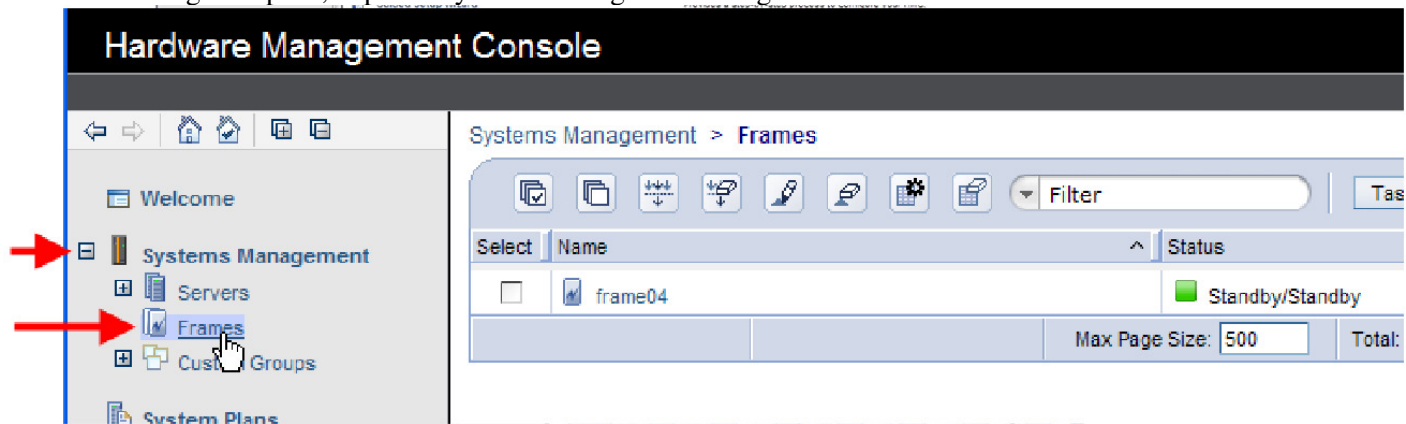 Hardware Management Console
Systems Management > Frames
Welcome
Filter
Tas
Systems Management
Select Name Status
Servers
frame04 Standby/Standby
Frames
Max Page Size: 500 Total:
Custom Groups
System Plans